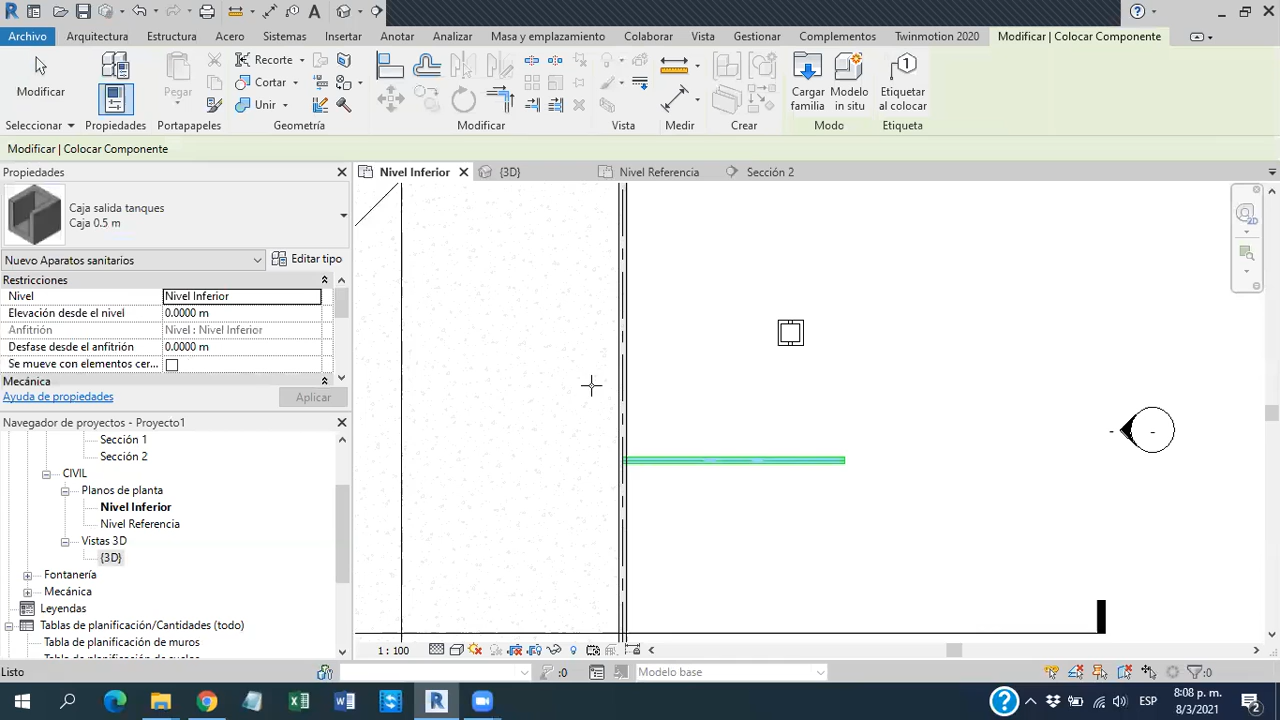 Archivo Arquitectura Estructura Acero Sistemas Insertar Anotar Analizar Masa y emplazamiento Colaborar Vista Gestionar Complementos Twinmotion 2020 Modificar | Colocar Componente
Modificar
Pegar
Recorte
Cortar
Unir
Cargar familia
Modelo in situ
Etiquetar al colocar
Seleccionar Propiedades Portapapeles Geometría Modificar Vista Medir Crear Modo Etiqueta
Modificar | Colocar Componente
Propiedades
Nivel Inferior {3D} Nivel Referencia Sección 2
Caja salida tanques
Caja 0.5 m
2D
Nuevo Aparatos sanitarios Editar tipo
Restricciones
Nivel Nivel Inferior
Elevación desde el nivel 0.0000 m
Anfitrión Nivel : Nivel Inferior
Desfase desde el anfitrión 0.0000 m
Se mueve con elementos cer...
Mecánica
Ayuda de propiedades Aplicar
Navegador de proyectos - Proyecto1
Sección 1
Sección 2
CIVIL
Planos de planta
Nivel Inferior
Nivel Referencia
Vistas 3D
{3D}
Fontanería
Mecánica
Leyendas
Tablas de planificación/Cantidades (todo)
Tabla de planificación de muros
1 : 100
Listo :0 Modelo base :0
ESP
8:08 p. m.
8/3/2021
2